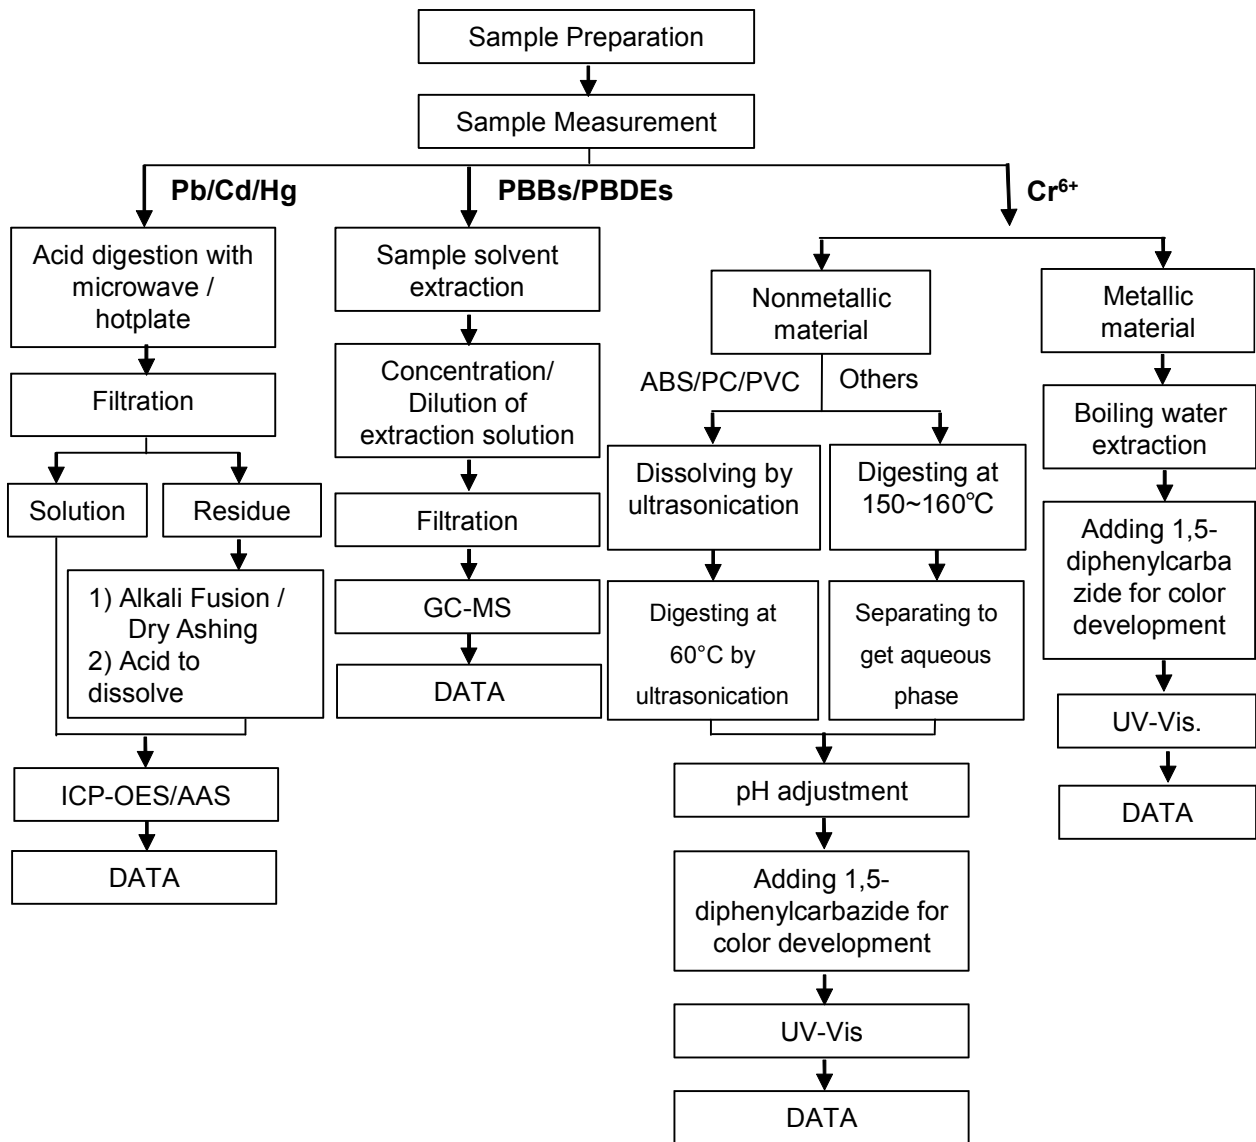 Sample Preparation
Sample Measurement
Pb/Cd/Hg
PBBs/PBDEs
Cr⁶⁺
Acid digestion with
microwave /
hotplate
Filtration
Solution
Residue
1) Alkali Fusion /
Dry Ashing
2) Acid to
dissolve
ICP-OES/AAS
DATA
Sample solvent
extraction
Concentration/
Dilution of
extraction solution
Filtration
GC-MS
DATA
Nonmetallic
material
ABS/PC/PVC
Others
Dissolving by
ultrasonication
Digesting at
60°C by
ultrasonication
Digesting at
150~160℃
Separating to
get aqueous
phase
pH adjustment
Adding 1,5-
diphenylcarbazide for
color development
UV-Vis
DATA
Metallic
material
Boiling water
extraction
Adding 1,5-
diphenylcarba
zide for color
development
UV-Vis.
DATA